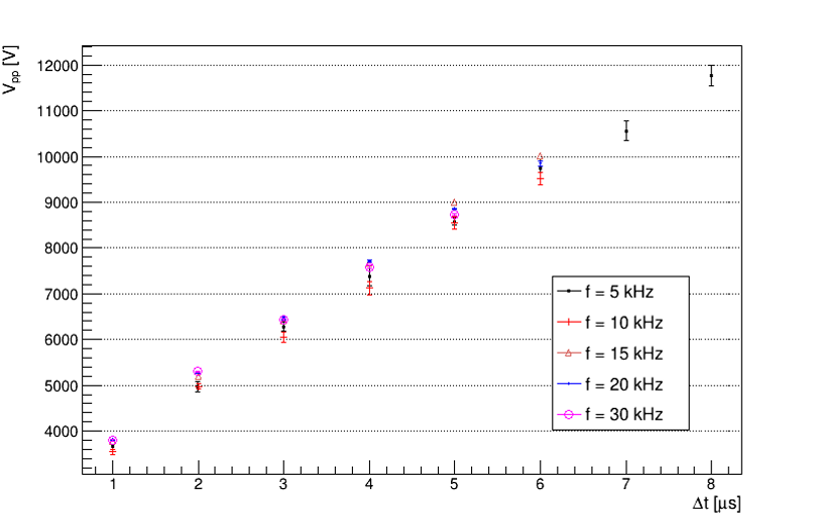 Vpp [V]
12000
11000
10000
9000
8000
7000
6000
5000
4000
f = 5 kHz
f = 10 kHz
f = 15 kHz
f = 20 kHz
f = 30 kHz
1 2 3 4 5 6 7 8
Δt [μs]